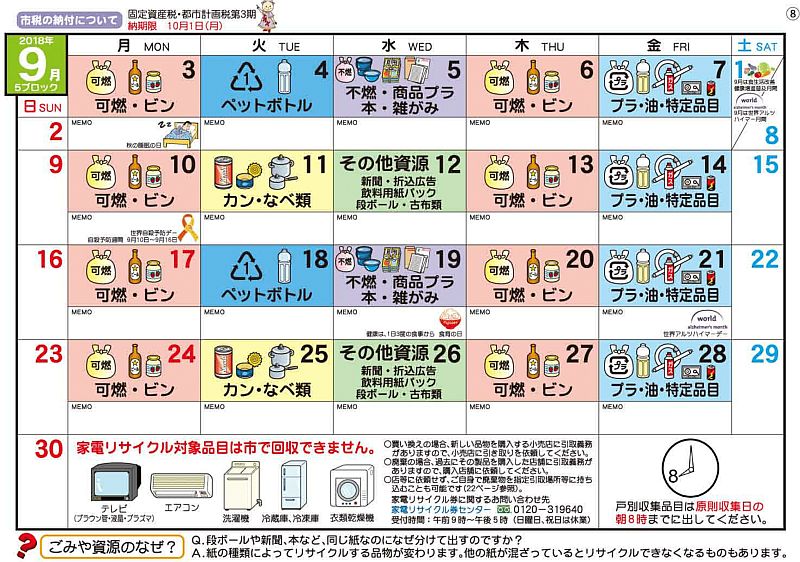 市税の納付について
固定資産税・都市計画税第3期
納期限 10月1日(月)
⑧
2018年
9月
5ブロック
月 MON
火 TUE
水 WED
木 THU
金 FRI
土 SAT
日 SUN
可燃 3
可燃・ビン
1 4
ペットボトル
不燃 5
不燃・商品プラ
本・雑がみ
可燃 6
可燃・ビン
プラ 7
プラ・油・特定品目
1
9月は食生活改善
健康増進普及月間
world
alzheimer's month
9月は世界アルツ
ハイマー月間
8
2
MEMO
秋の睡眠の日
MEMO
MEMO
MEMO
MEMO
9
可燃 10
可燃・ビン
11
カン・なべ類
その他資源 12
新聞・折込広告
飲料用紙パック
段ボール・古布類
可燃 13
可燃・ビン
プラ 14
プラ・油・特定品目
15
MEMO
世界自殺予防デー
自殺予防週間 9月10日～9月16日
MEMO
MEMO
MEMO
MEMO
16
可燃 17
可燃・ビン
1 18
ペットボトル
不燃 19
不燃・商品プラ
本・雑がみ
可燃 20
可燃・ビン
プラ 21
プラ・油・特定品目
22
MEMO
MEMO
MEMO
健康は、1日3度の食事から 食育の日
MEMO
MEMO
world
alzheimer's month
世界アルツハイマーデー
23
可燃 24
可燃・ビン
25
カン・なべ類
その他資源 26
新聞・折込広告
飲料用紙パック
段ボール・古布類
可燃 27
可燃・ビン
プラ 28
プラ・油・特定品目
29
MEMO
MEMO
MEMO
MEMO
MEMO
30
家電リサイクル対象品目は市で回収できません。
テレビ
(ブラウン管・液晶・プラズマ)
エアコン
洗濯機
冷蔵庫、冷凍庫
衣類乾燥機
○買い換えの場合、新しい品物を購入する小売店に引取義務
がありますので、小売店に引き取りを依頼してください。
○廃棄の場合、過去にその製品を購入した店舗に引取義務が
ありますので、購入店舗に依頼してください。
○店等に依頼せず、ご自身で廃棄物を指定引取場所等に持ち
込むことも可能です(22ページ参照)。
家電リサイクル券に関するお問い合わせ先
家電リサイクル券センター 0120-319640
受付時間：午前9時～午後5時(日曜日、祝日は休業)
8
戸別収集品目は原則収集日の
朝8時までに出してください。
ごみや資源のなぜ？
Q.段ボールや新聞、本など、同じ紙なのになぜ分けて出すのですか？
A.紙の種類によってリサイクルする品物が変わります。他の紙が混ざっているとリサイクルできなくなるものもあります。